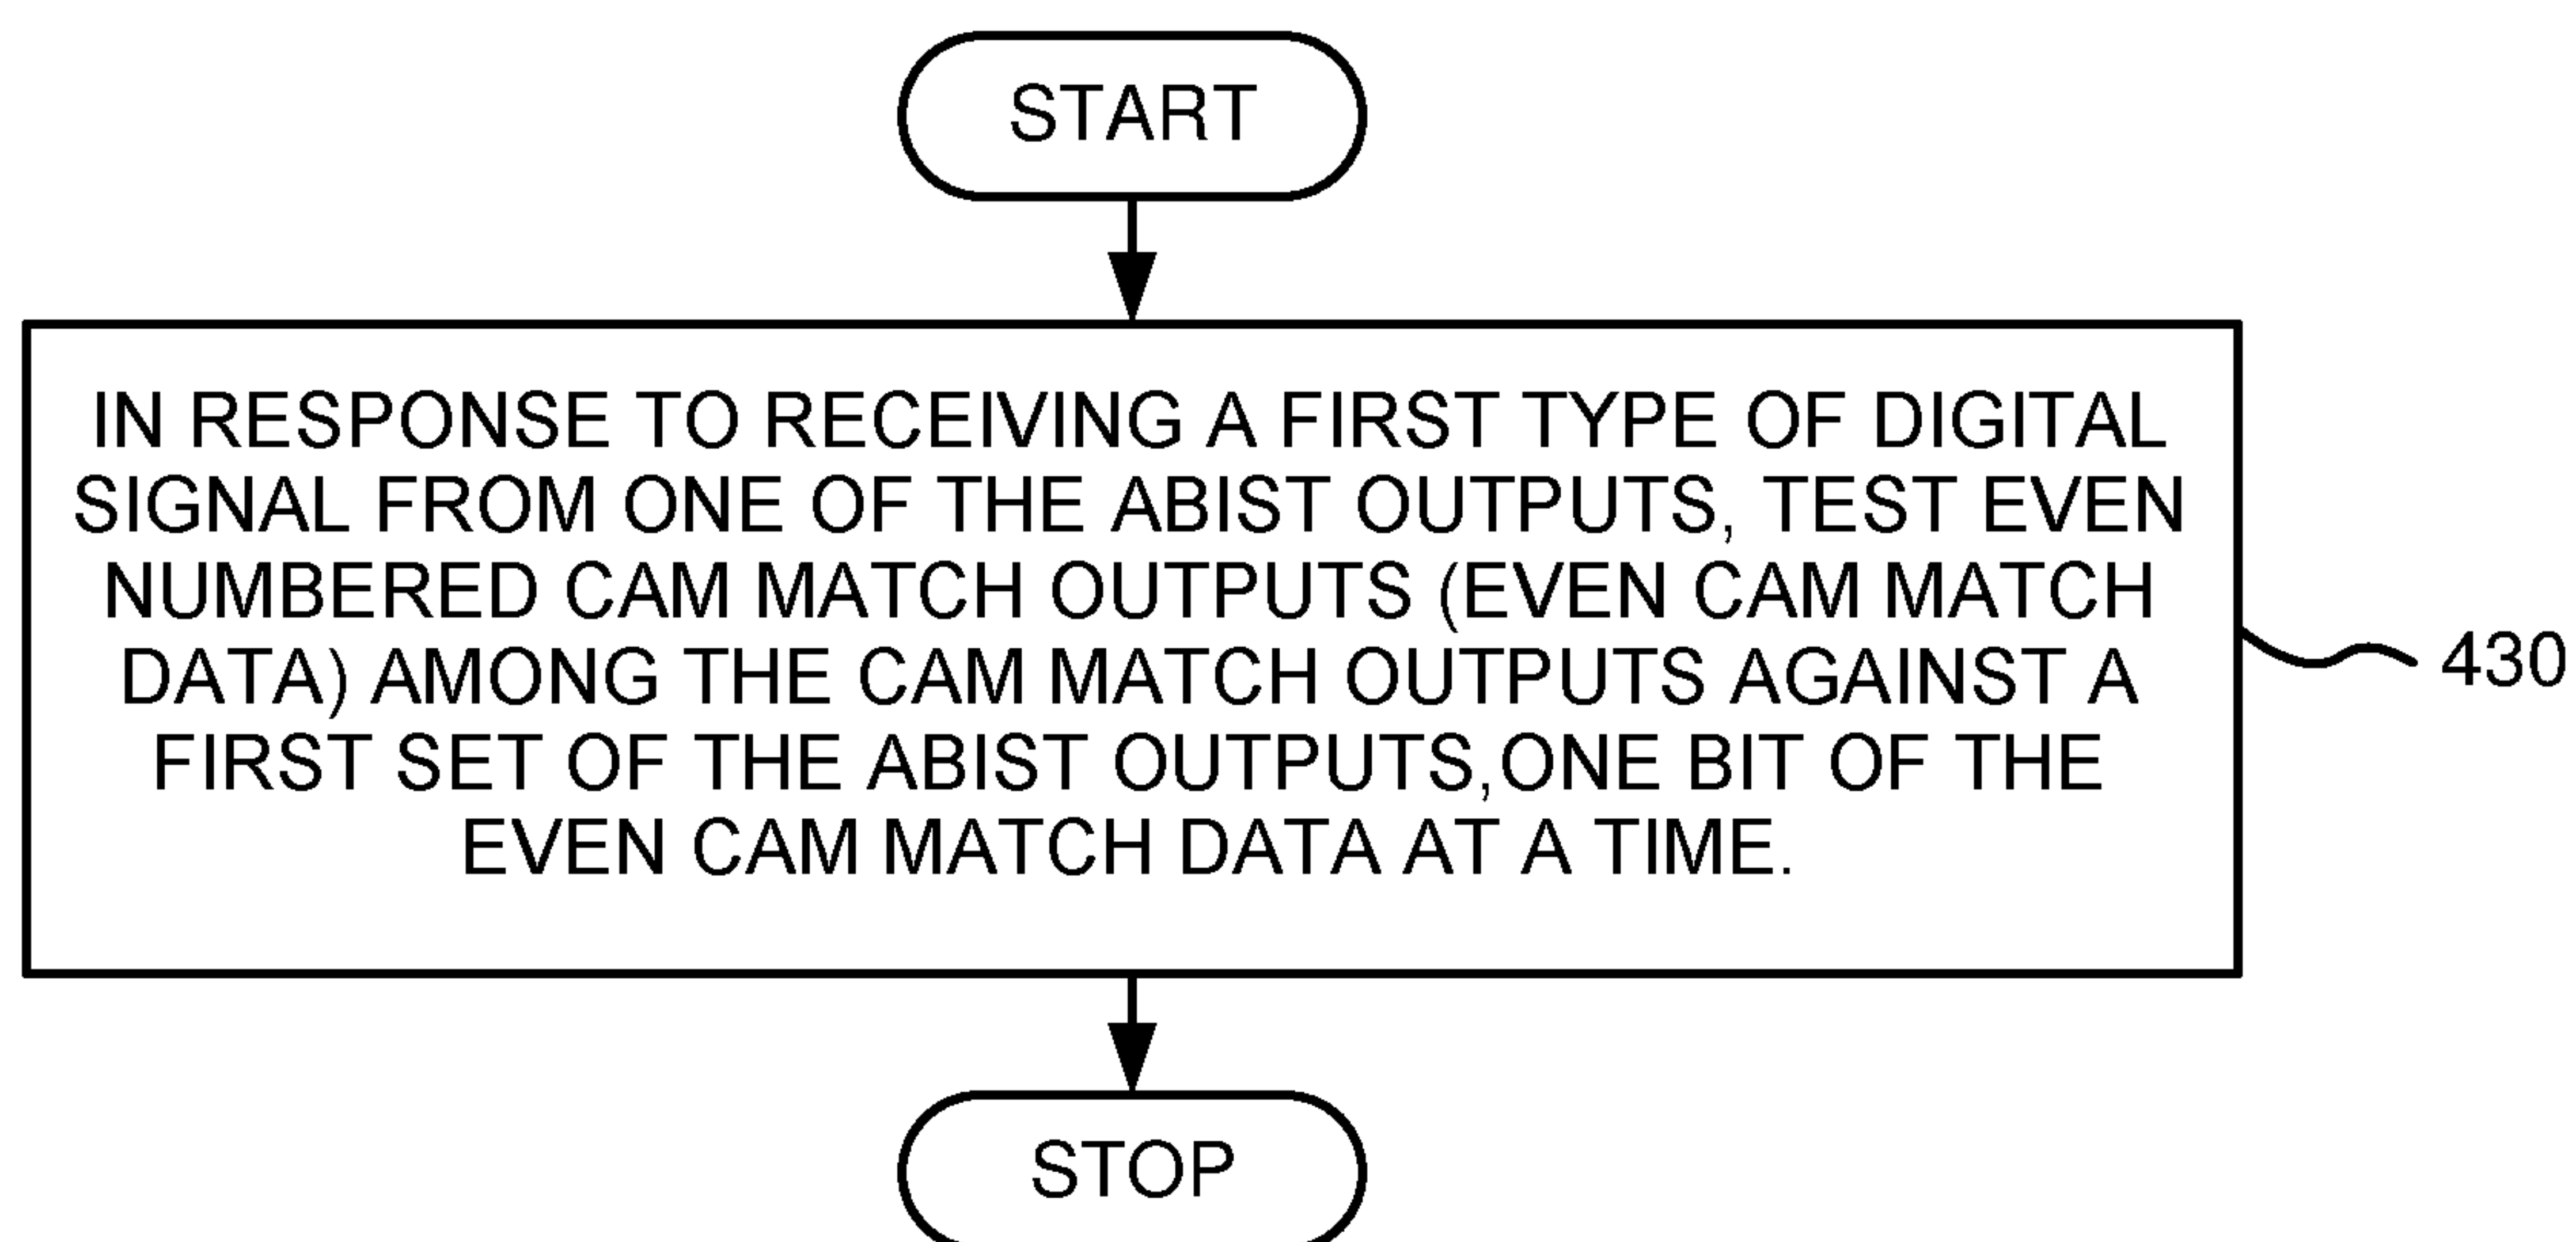 START
IN RESPONSE TO RECEIVING A FIRST TYPE OF DIGITAL
SIGNAL FROM ONE OF THE ABIST OUTPUTS, TEST EVEN
NUMBERED CAM MATCH OUTPUTS (EVEN CAM MATCH
DATA) AMONG THE CAM MATCH OUTPUTS AGAINST A
FIRST SET OF THE ABIST OUTPUTS,ONE BIT OF THE
EVEN CAM MATCH DATA AT A TIME.
430
STOP